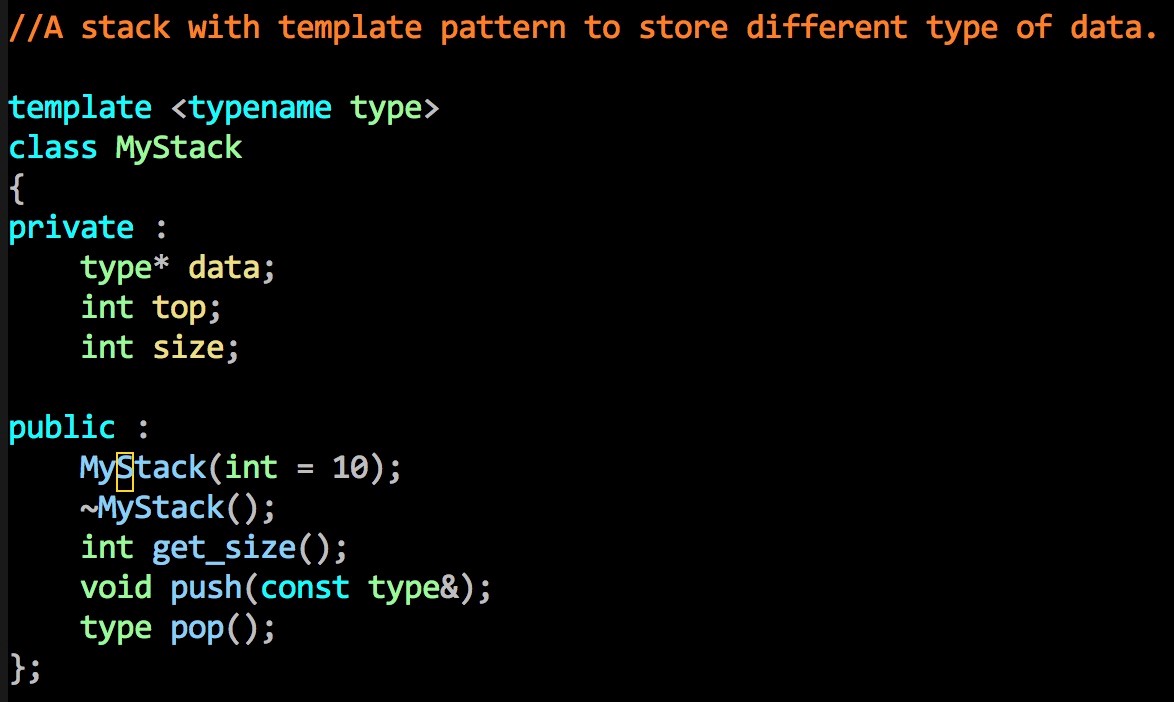 //A stack with template pattern to store different type of data.
template <typename type>
class MyStack
{
private :
    type* data;
    int top;
    int size;
public :
    MyStack(int = 10);
    ~MyStack();
    int get_size();
    void push(const type&);
    type pop();
};